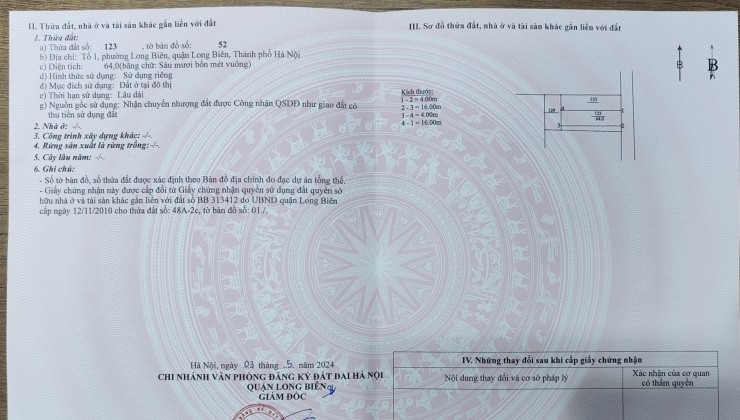 II. Thửa đất, nhà ở và tài sản khác gắn liền với đất
1. Thửa đất:
a) Thửa đất số: 123 , tờ bản đồ số: 52
b) Địa chỉ: Tổ 1, phường Long Biên, quận Long Biên, Thành phố Hà Nội
c) Diện tích: 64,0(bằng chữ: Sáu mươi bốn mét vuông)
d) Hình thức sử dụng: Sử dụng riêng
đ) Mục đích sử dụng: Đất ở tại đô thị
e) Thời hạn sử dụng: Lâu dài
g) Nguồn gốc sử dụng: Nhận chuyển nhượng đất được Công nhận QSDĐ như giao đất có
thu tiền sử dụng đất
2. Nhà ở: -/-.
3. Công trình xây dựng khác: -/-.
4. Rừng sản xuất là rừng trồng: -/-.
5. Cây lâu năm: -/-.
6. Ghi chú:
- Số tờ bản đồ, số thửa đất được xác định theo Bản đồ địa chính đo đạc dự án tổng thể.
- Giấy chứng nhận này được cấp đổi từ Giấy chứng nhận quyền sử dụng đất quyền sở
hữu nhà ở và tài sản khác gắn liền với đất số BB 313412 do UBND quận Long Biên
cấp ngày 12/11/2010 cho thửa đất số: 48A-2c, tờ bản đồ số: 01./.
Hà Nội, ngày 03 tháng .5. năm 2024
CHI NHÁNH VĂN PHÒNG ĐĂNG KÝ ĐẤT ĐAI HÀ NỘI
QUẬN LONG BIÊN
GIÁM ĐỐC
III. Sơ đồ thửa đất, nhà ở và tài sản khác gắn liền với đất
B
B
Kích thước:
1 - 2 = 4.00m
2 - 3 = 16.00m
3 - 4 = 4.00m
4 - 1 = 16.00m
123
64.0
3
2
IV. Những thay đổi sau khi cấp giấy chứng nhận
Nội dung thay đổi và cơ sở pháp lý
Xác nhận của cơ quan
có thẩm quyền